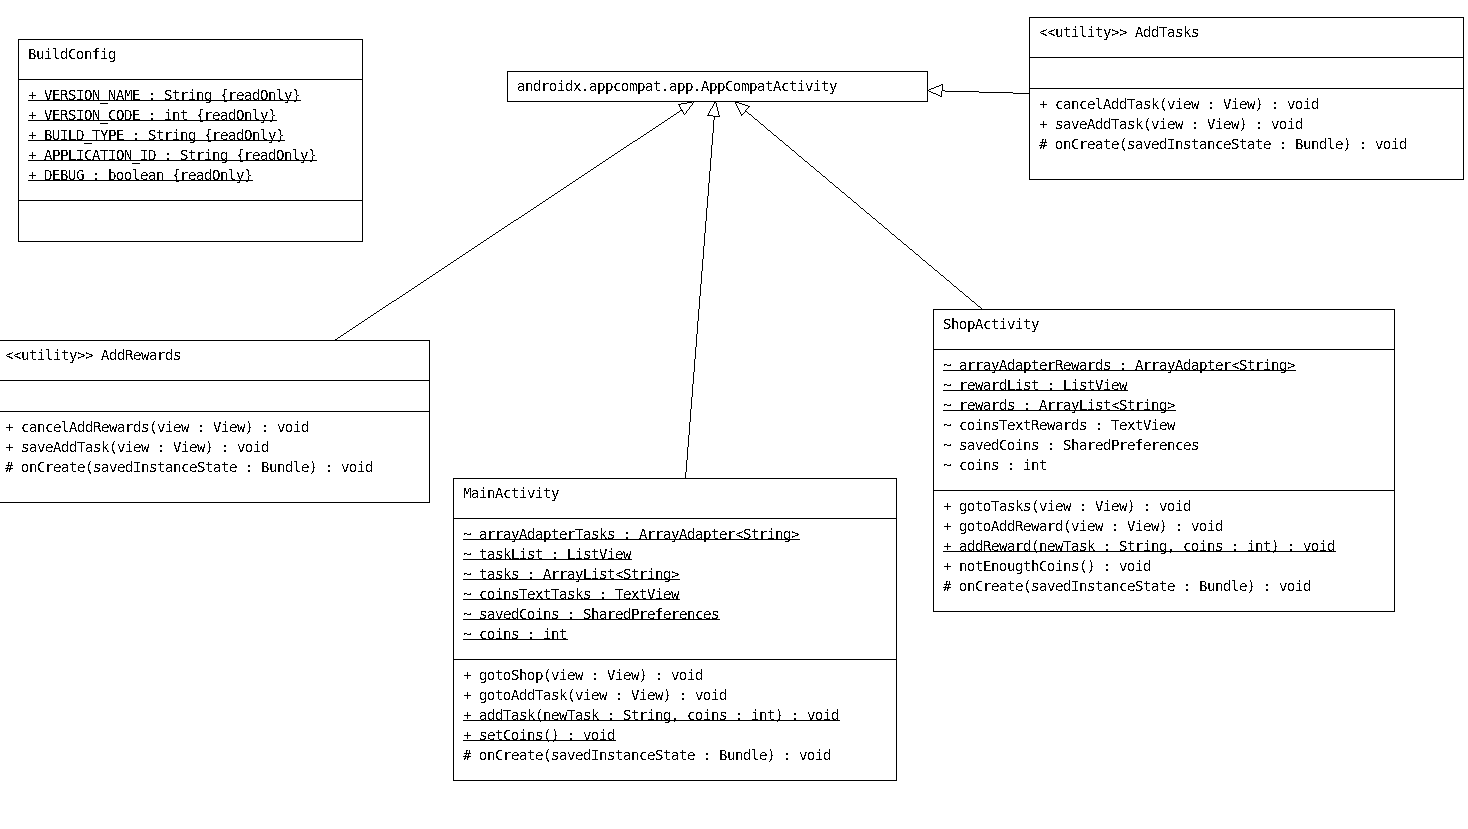 BuildConfig
+ VERSION_NAME : String {readOnly}
+ VERSION_CODE : int {readOnly}
+ BUILD_TYPE : String {readOnly}
+ APPLICATION_ID : String {readOnly}
+ DEBUG : boolean {readOnly}
androidx.appcompat.app.AppCompatActivity
<<utility>> AddTasks
+ cancelAddTask(view : View) : void
+ saveAddTask(view : View) : void
# onCreate(savedInstanceState : Bundle) : void
<<utility>> AddRewards
+ cancelAddRewards(view : View) : void
+ saveAddTask(view : View) : void
# onCreate(savedInstanceState : Bundle) : void
MainActivity
~ arrayAdapterTasks : ArrayAdapter<String>
~ taskList : ListView
~ tasks : ArrayList<String>
~ coinsTextTasks : TextView
~ savedCoins : SharedPreferences
~ coins : int
+ gotoShop(view : View) : void
+ gotoAddTask(view : View) : void
+ addTask(newTask : String, coins : int) : void
+ setCoins() : void
# onCreate(savedInstanceState : Bundle) : void
ShopActivity
~ arrayAdapterRewards : ArrayAdapter<String>
~ rewardList : ListView
~ rewards : ArrayList<String>
~ coinsTextRewards : TextView
~ savedCoins : SharedPreferences
~ coins : int
+ gotoTasks(view : View) : void
+ gotoAddReward(view : View) : void
+ addReward(newTask : String, coins : int) : void
+ notEnougthCoins() : void
# onCreate(savedInstanceState : Bundle) : void